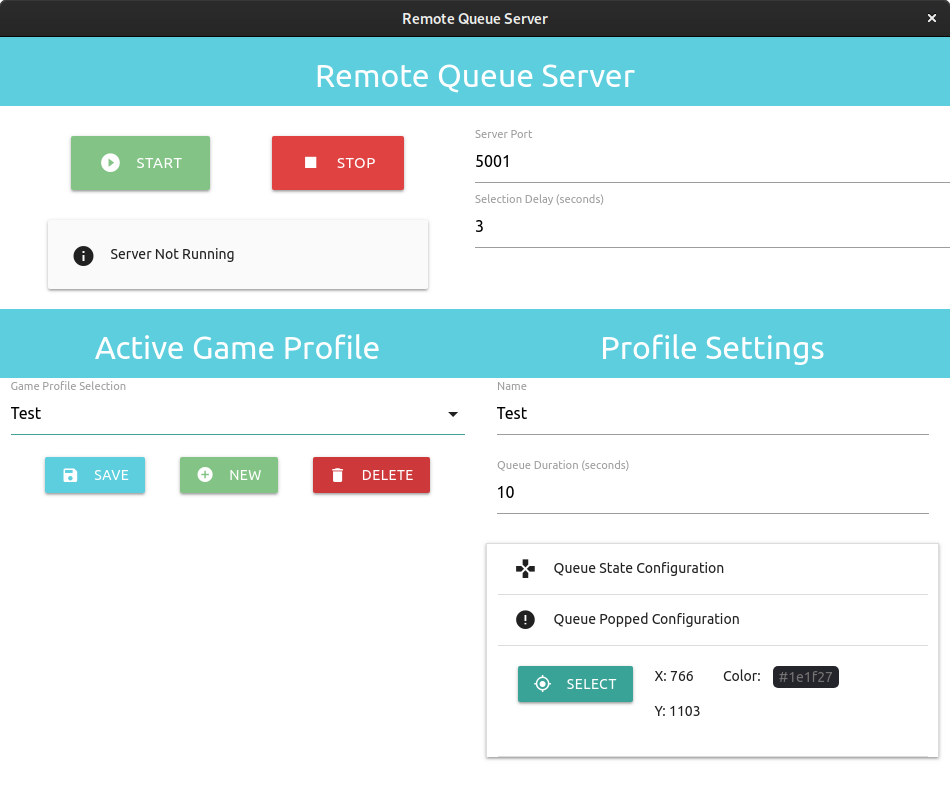 Remote Queue Server
Remote Queue Server
START
STOP
Server Not Running
Server Port
5001
Selection Delay (seconds)
3
Active Game Profile
Game Profile Selection
Test
SAVE
NEW
DELETE
Profile Settings
Name
Test
Queue Duration (seconds)
10
Queue State Configuration
Queue Popped Configuration
SELECT
X: 766
Color: #1e1f27
Y: 1103